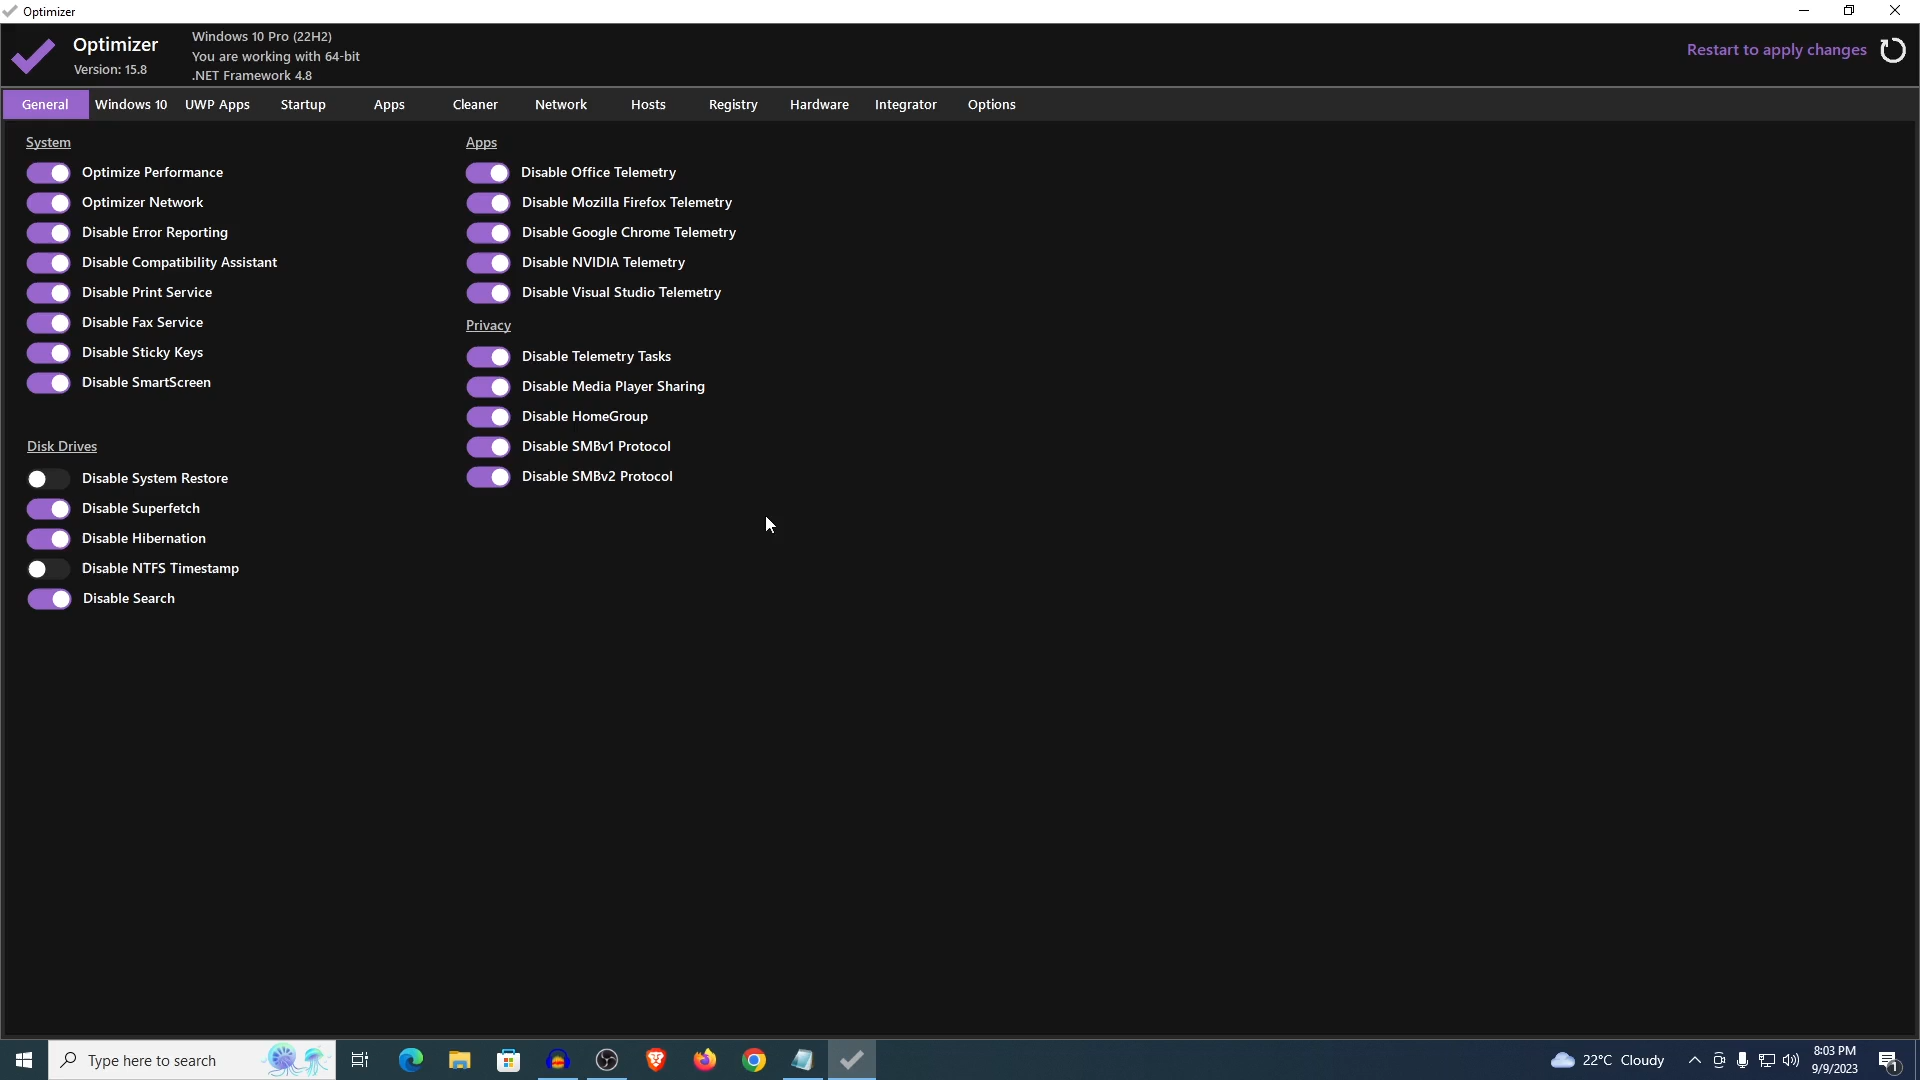 Optimizer
Optimizer
Version: 15.8
Windows 10 Pro (22H2)
You are working with 64-bit
.NET Framework 4.8
Restart to apply changes
General Windows 10 UWP Apps Startup Apps Cleaner Network Hosts Registry Hardware Integrator Options
System
Optimize Performance
Optimizer Network
Disable Error Reporting
Disable Compatibility Assistant
Disable Print Service
Disable Fax Service
Disable Sticky Keys
Disable SmartScreen
Disk Drives
Disable System Restore
Disable Superfetch
Disable Hibernation
Disable NTFS Timestamp
Disable Search
Apps
Disable Office Telemetry
Disable Mozilla Firefox Telemetry
Disable Google Chrome Telemetry
Disable NVIDIA Telemetry
Disable Visual Studio Telemetry
Privacy
Disable Telemetry Tasks
Disable Media Player Sharing
Disable HomeGroup
Disable SMBv1 Protocol
Disable SMBv2 Protocol
Type here to search
22°C Cloudy
8:03 PM
9/9/2023
1